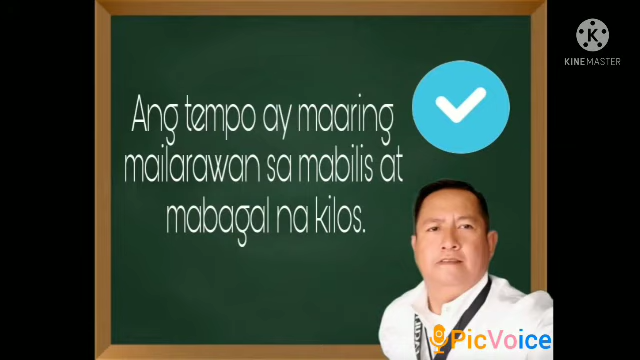 Ang tempo ay maaring
mailarawan sa mabilis at
mabagal na kilos.
K
KINEMASTER
PicVoice